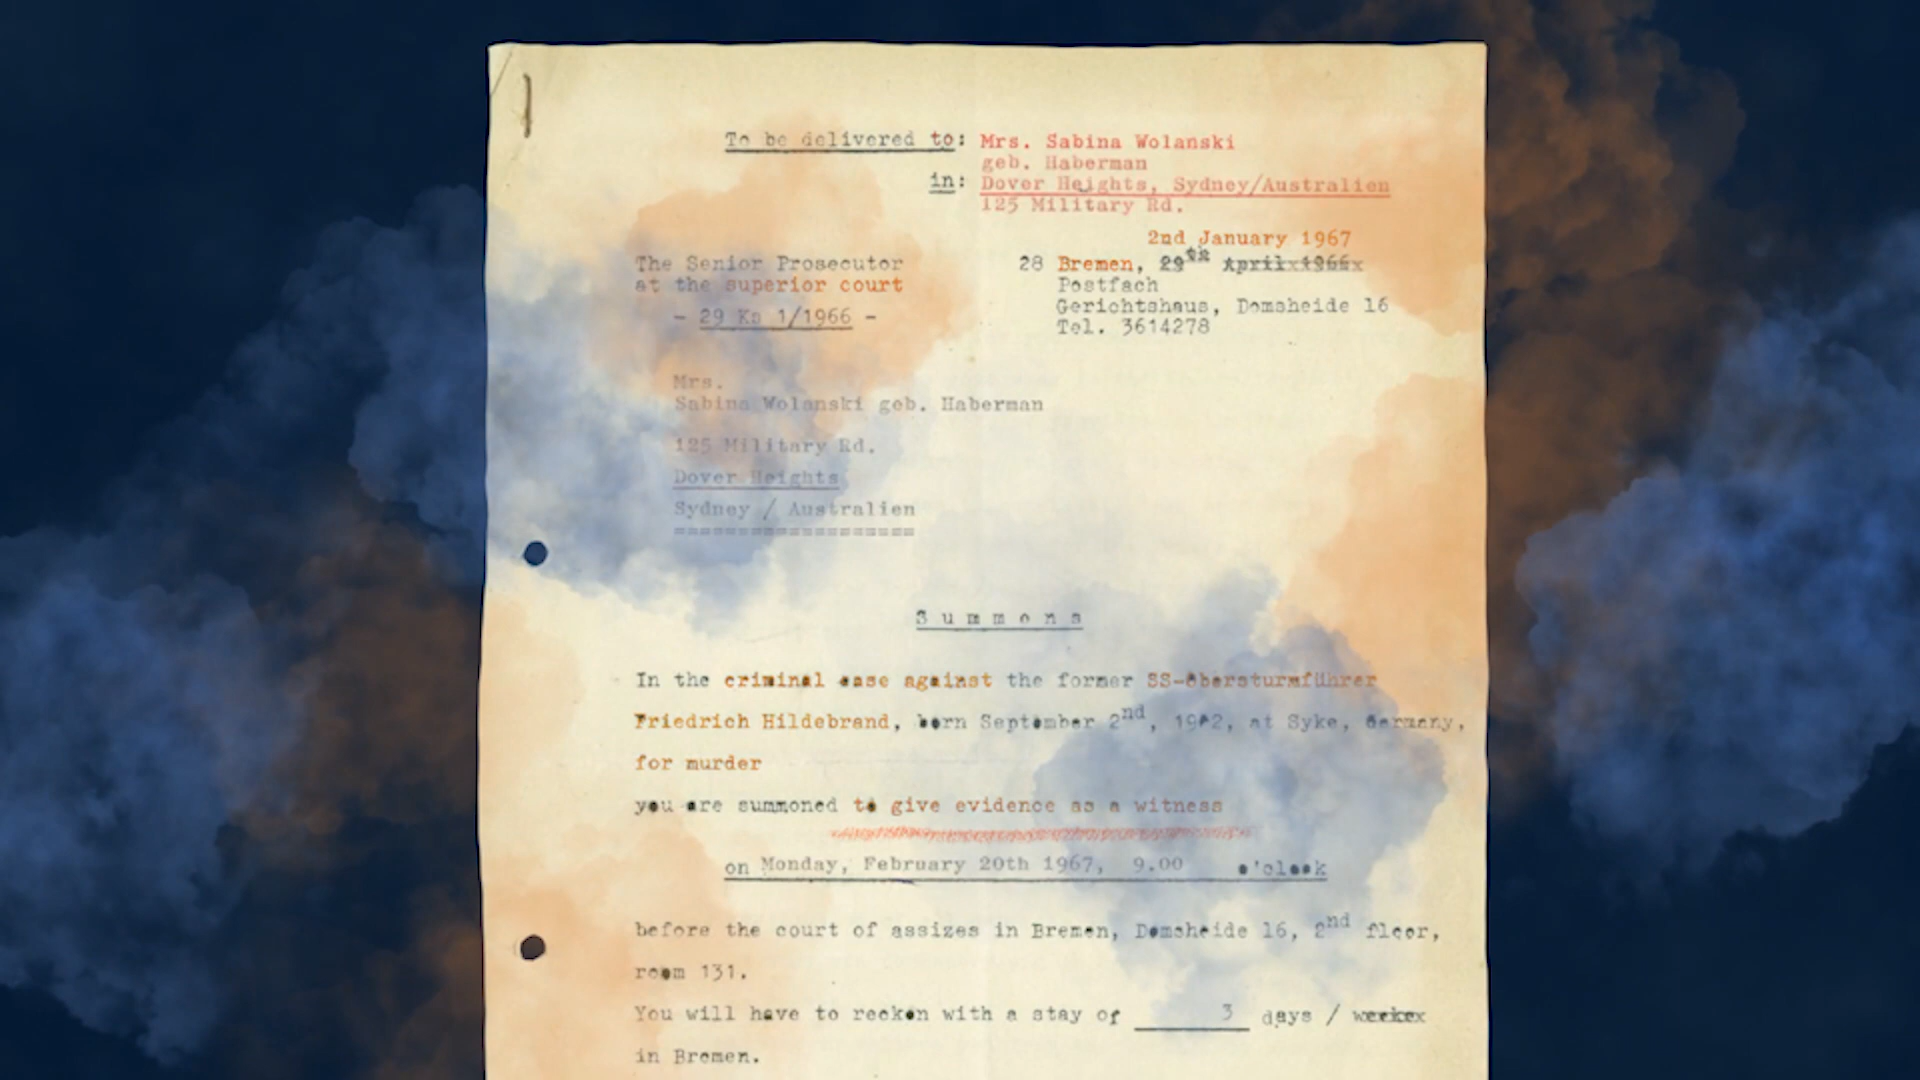 To be delivered to: Mrs. Sabina Wolanski
geb. Haberman
in: Dover Heights, Sydney/Australien
125 Military Rd.
2nd January 1967
The Senior Prosecutor 28 Bremen, 29th April 1966
at the superior court Postfach
Gerichtshaus, Domsheide 16
- 29 Ks 1/1966 - Tel. 3614278
Mrs.
Sabina Wolanski geb. Haberman
125 Military Rd.
Dover Heights
Sydney / Australien
==================
Summons
In the criminal case against the former SS-Obersturmführer
Friedrich Hildebrand, born September 2nd, 1902, at Syke, Germany,
for murder
you are summoned to give evidence as a witness
on Monday, February 20th 1967, 9.00 o'clock
before the court of assizes in Bremen, Domsheide 16, 2nd floor,
room 131.
You will have to reckon with a stay of 3 days / weeks
in Bremen.